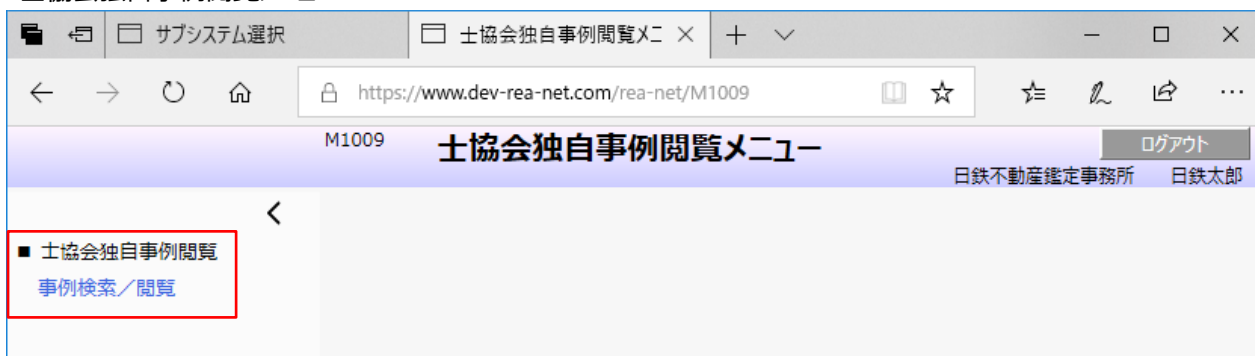 サブシステム選択
士協会独自事例閲覧メニ
https://www.dev-rea-net.com/rea-net/M1009
M1009
士協会独自事例閲覧メニュー
ログアウト
日鉄不動産鑑定事務所 日鉄太郎
■ 士協会独自事例閲覧
事例検索／閲覧